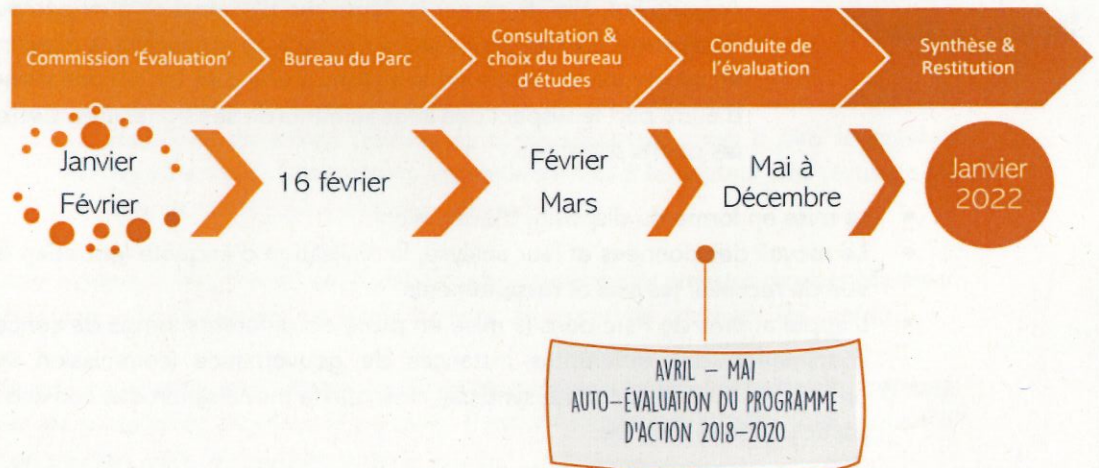 Commission ‘Évaluation’
Bureau du Parc
Consultation &
choix du bureau
d’études
Conduite de
l’évaluation
Synthèse &
Restitution
Janvier
Février
16 février
Février
Mars
Mai à
Décembre
Janvier
2022
AVRIL – MAI
AUTO-ÉVALUATION DU PROGRAMME
D'ACTION 2018-2020